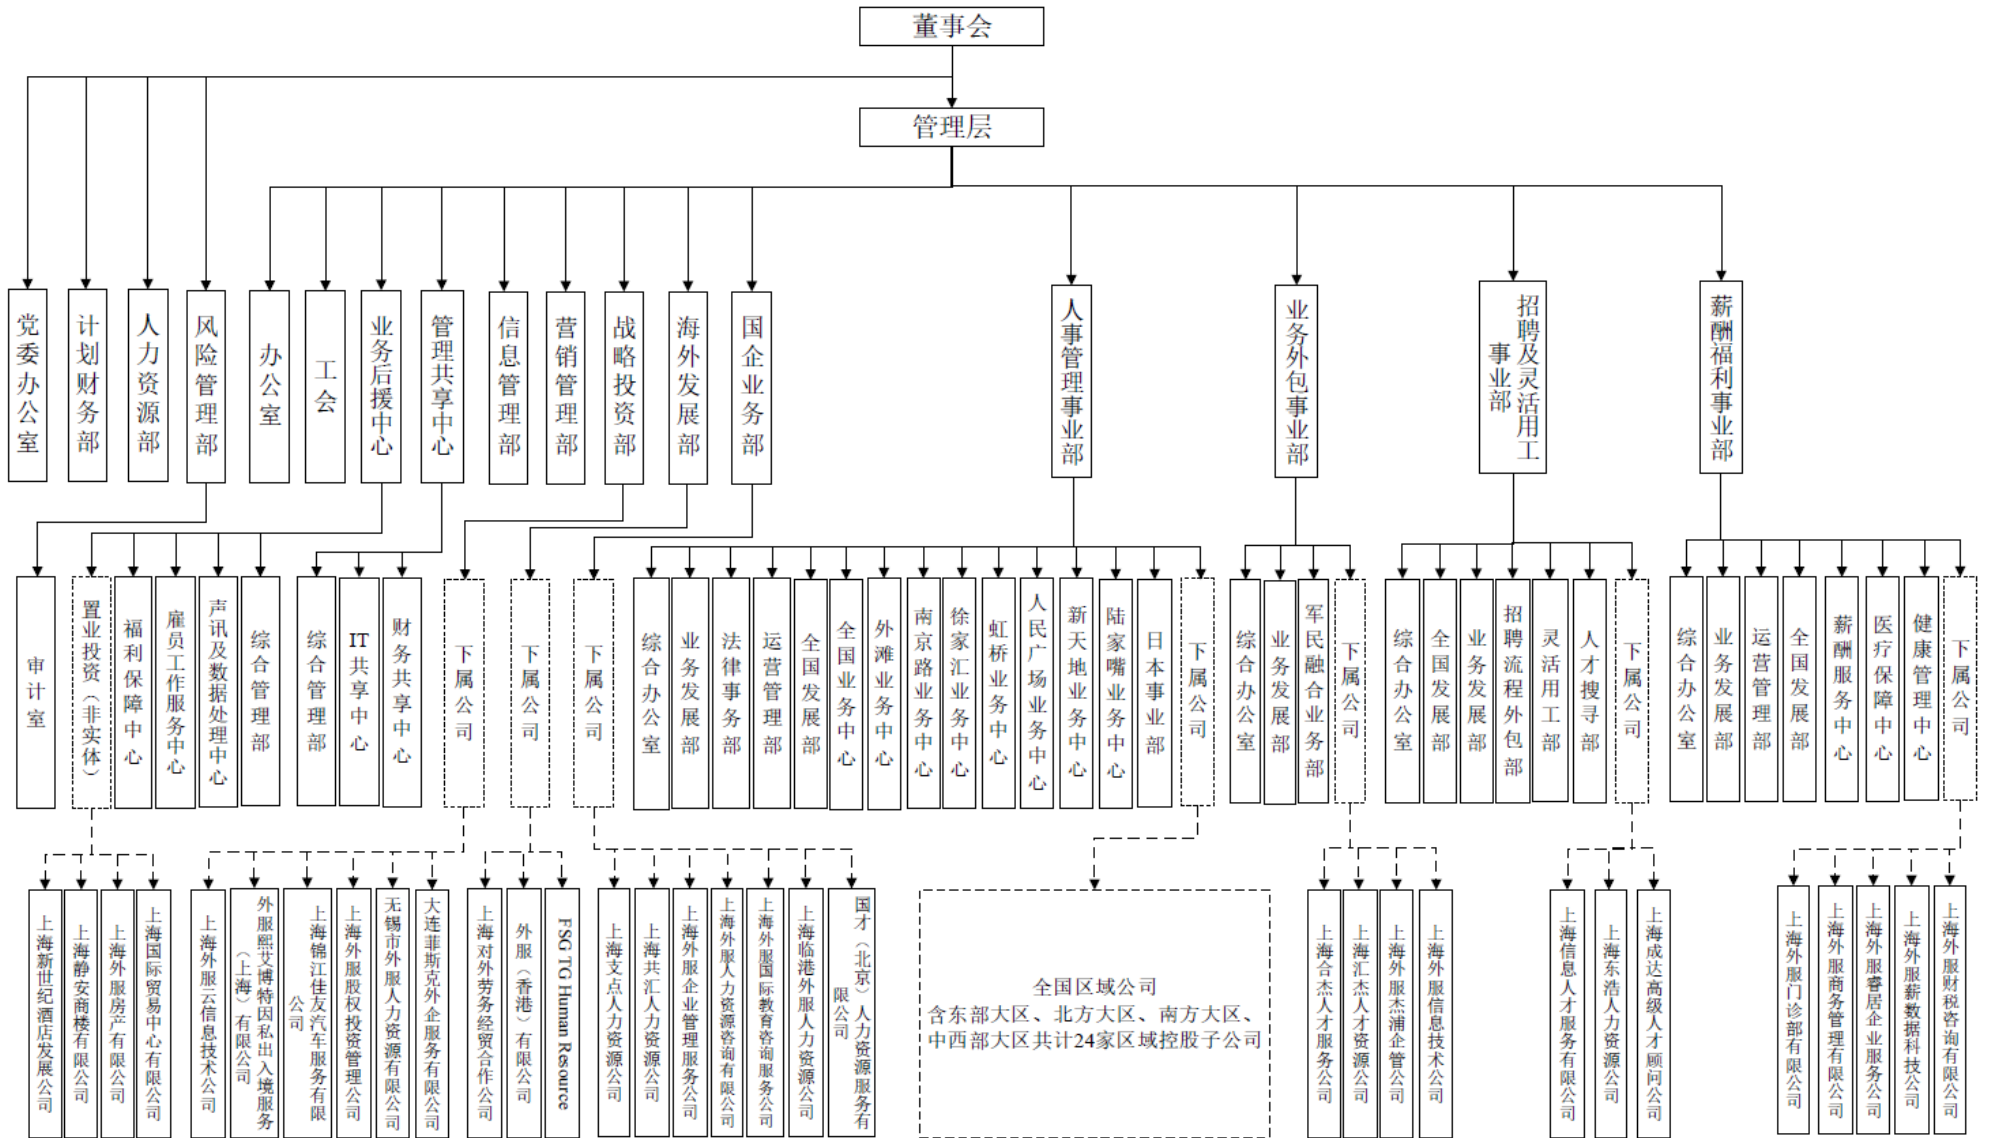 董事会
管理层
党委办公室
计划财务部
人力资源部
风险管理部
办公室
工会
业务后援中心
管理共享中心
信息管理部
营销管理部
战略投资部
海外发展部
国企业务部
人事管理事业部
业务外包事业部
招聘及灵活用工
事业部
薪酬福利事业部
审计室
置业投资（非实体）
福利保障中心
雇员工作服务中心
声讯及数据处理中心
综合管理部
综合管理部
IT共享中心
财务共享中心
下属公司
下属公司
下属公司
综合办公室
业务发展部
法律事务部
运营管理部
全国发展部
全国业务中心
外滩业务中心
南京路业务中心
徐家汇业务中心
虹桥业务中心
人民广场业务中心
新天地业务中心
陆家嘴业务中心
日本事业部
下属公司
综合办公室
业务发展部
军民融合业务部
下属公司
综合办公室
全国发展部
业务发展部
招聘流程外包部
灵活用工部
人才搜寻部
下属公司
综合办公室
业务发展部
运营管理部
全国发展部
薪酬服务中心
医疗保障中心
健康管理中心
下属公司
上海新世纪酒店发展公司
上海静安商楼有限公司
上海外服房产有限公司
上海国际贸易中心有限公司
上海外服云信息技术公司
外服熙艾博特因私出入境服务
（上海）有限公司
上海锦江佳友汽车服务有限
公司
上海外服股权投资管理公司
无锡市外服人力资源有限公司
大连菲斯克外企服务有限公司
上海对外劳务经贸合作公司
外服（香港）有限公司
FSG TG Human Resource
上海支点人力资源公司
上海共汇人力资源公司
上海外服企业管理服务公司
上海外服人力资源咨询有限公司
上海外服国际教育咨询服务公司
上海临港外服人力资源公司
国才（北京）人力资源服务有
限公司
全国区域公司
含东部大区、北方大区、南方大区、
中西部大区共计24家区域控股子公司
上海合杰人才服务公司
上海汇杰人才资源公司
上海外服杰浦企管公司
上海外服信息技术公司
上海信息人才服务有限公司
上海东浩人力资源公司
上海成达高级人才顾问公司
上海外服门诊部有限公司
上海外服商务管理有限公司
上海外服睿居企业服务公司
上海外服薪数据科技公司
上海外服财税咨询有限公司